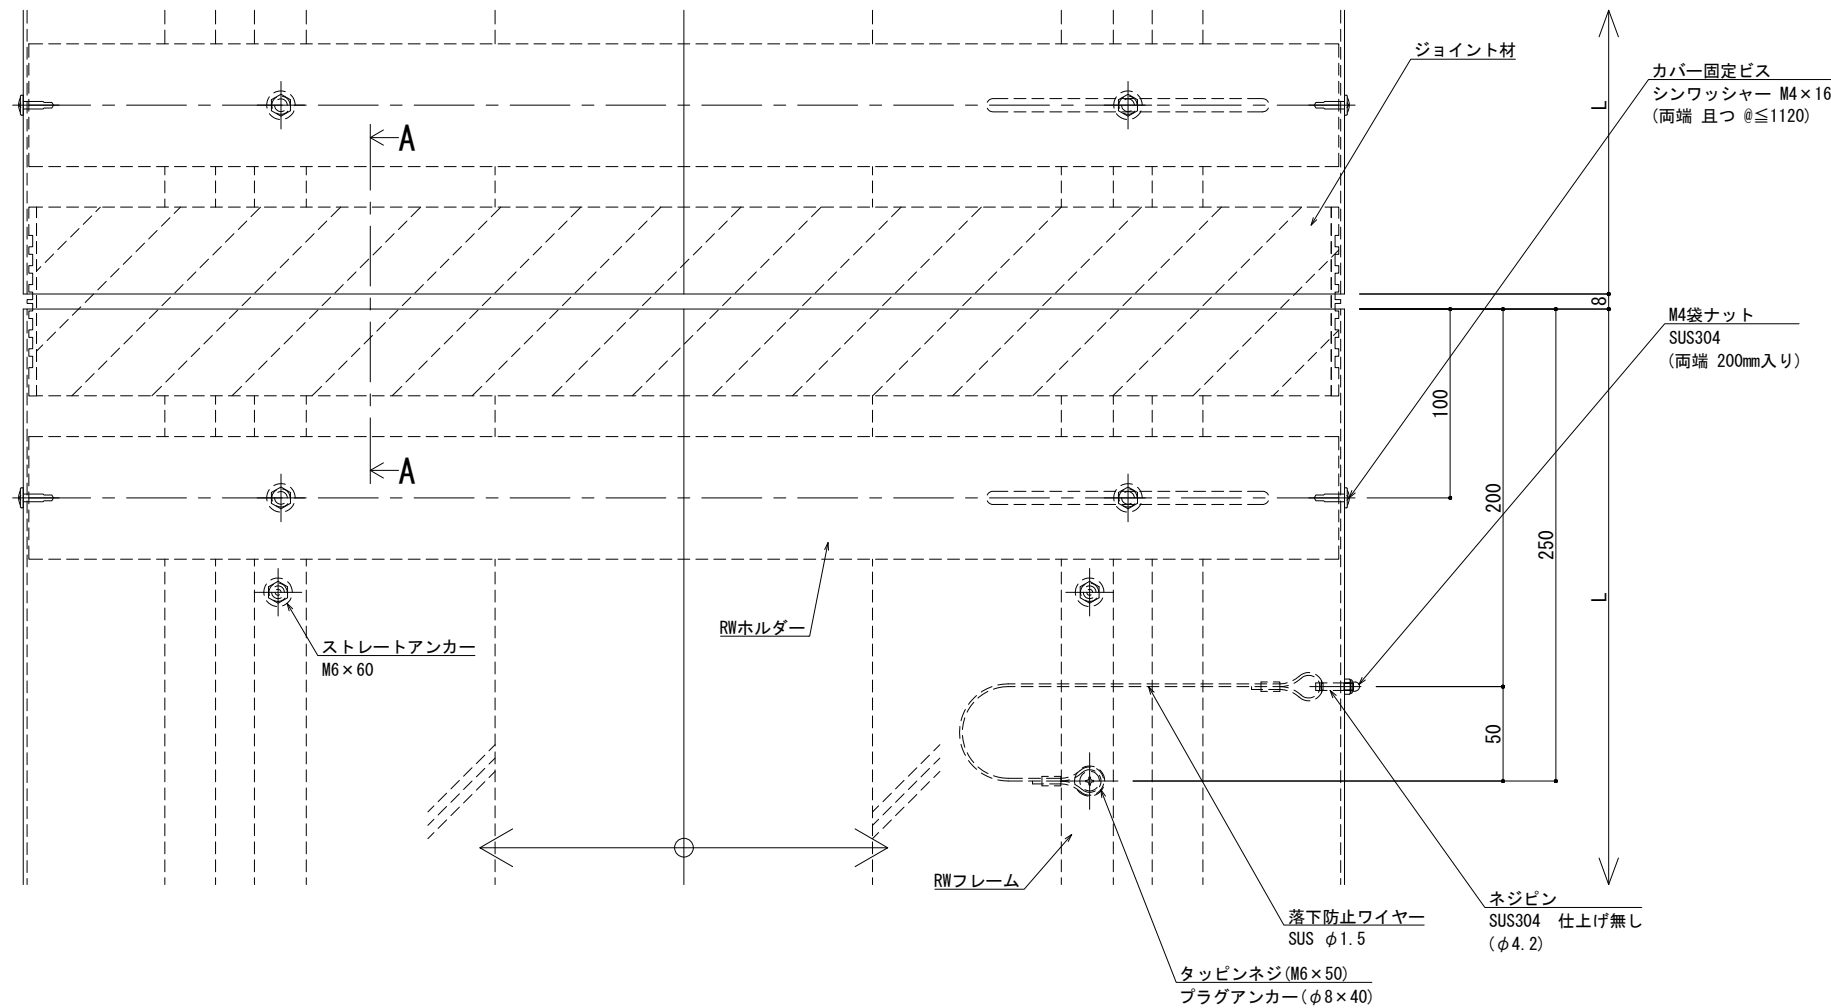 ジョイント材
カバー固定ビス
シンワッシャー M4×16
(両端 且つ @≦1120)
L
A
8
M4袋ナット
SUS304
(両端 200mm入り)
100
A
200
250
L
RWホルダー
ストレートアンカー
M6×60
50
RWフレーム
ネジピン
SUS304 仕上げ無し
(φ4.2)
落下防止ワイヤー
SUS φ1.5
タッピンネジ(M6×50)
プラグアンカー(φ8×40)